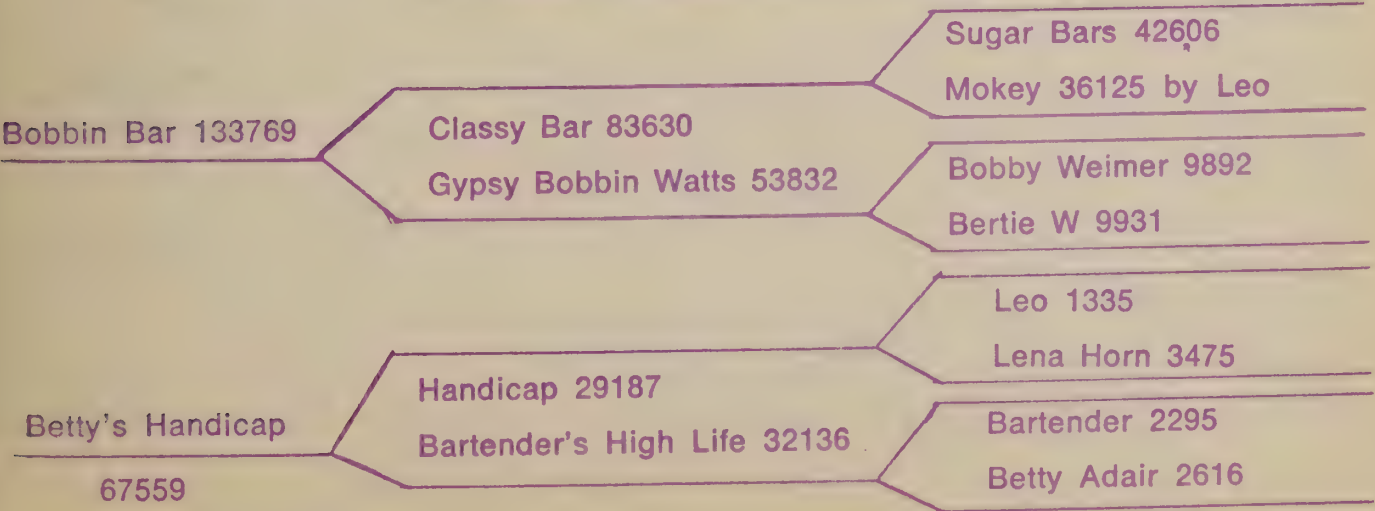 Sugar Bars 42606
Mokey 36125 by Leo
Bobbin Bar 133769
Classy Bar 83630
Gypsy Bobbin Watts 53832
Bobby Weimer 9892
Bertie W 9931
Leo 1335
Lena Horn 3475
Handicap 29187
Bartender's High Life 32136
Betty's Handicap
67559
Bartender 2295
Betty Adair 2616